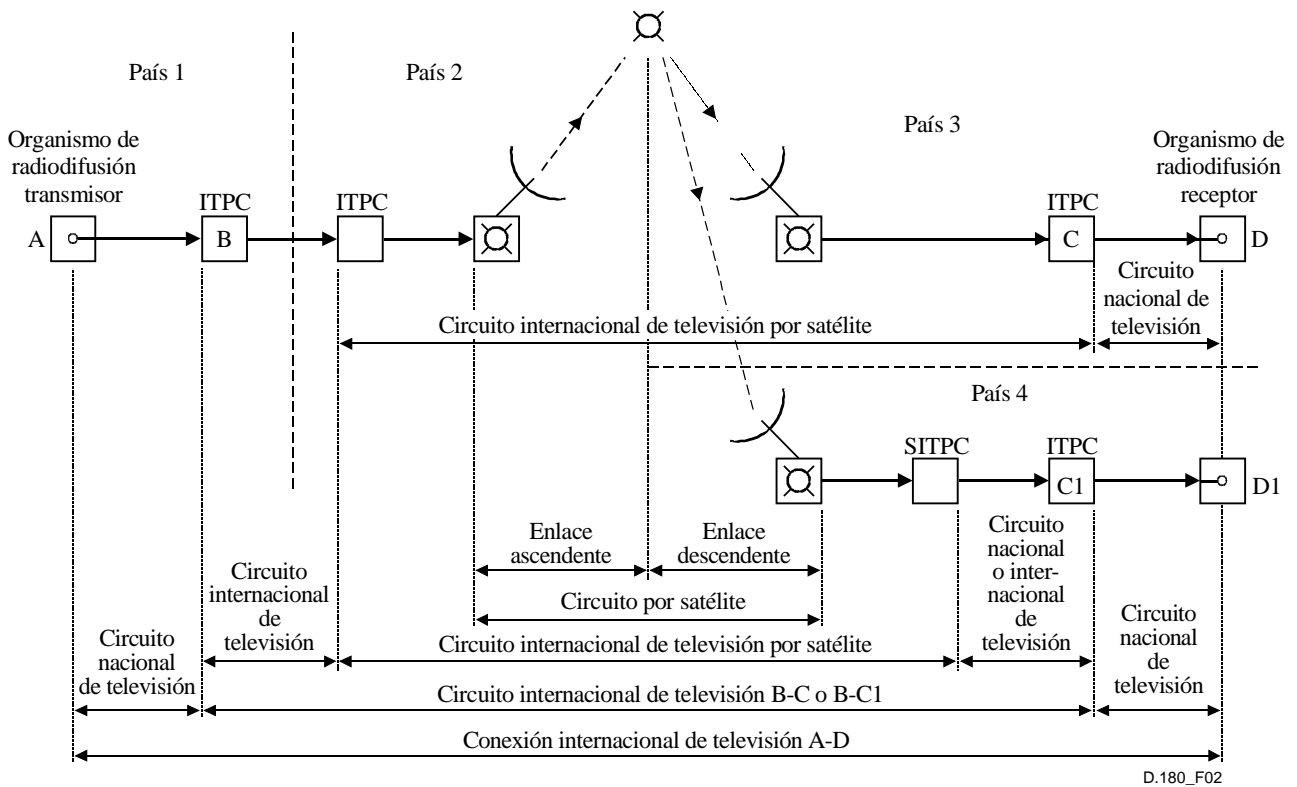 País 1
País 2
País 3
Organismo de
radiodifusión
transmisor
Organismo de
radiodifusión
receptor
ITPC
ITPC
ITPC
A
B
C
D
Circuito
nacional de
televisión
Circuito internacional de televisión por satélite
País 4
SITPC
ITPC
C1
D1
Enlace
ascendente
Enlace
descendente
Circuito
nacional
o inter-
nacional
de
televisión
Circuito
internacional
de
televisión
Circuito por satélite
Circuito
nacional
de
televisión
Circuito
nacional
de televisión
Circuito internacional de televisión por satélite
Circuito internacional de televisión B-C o B-C1
Conexión internacional de televisión A-D
D.180_F02